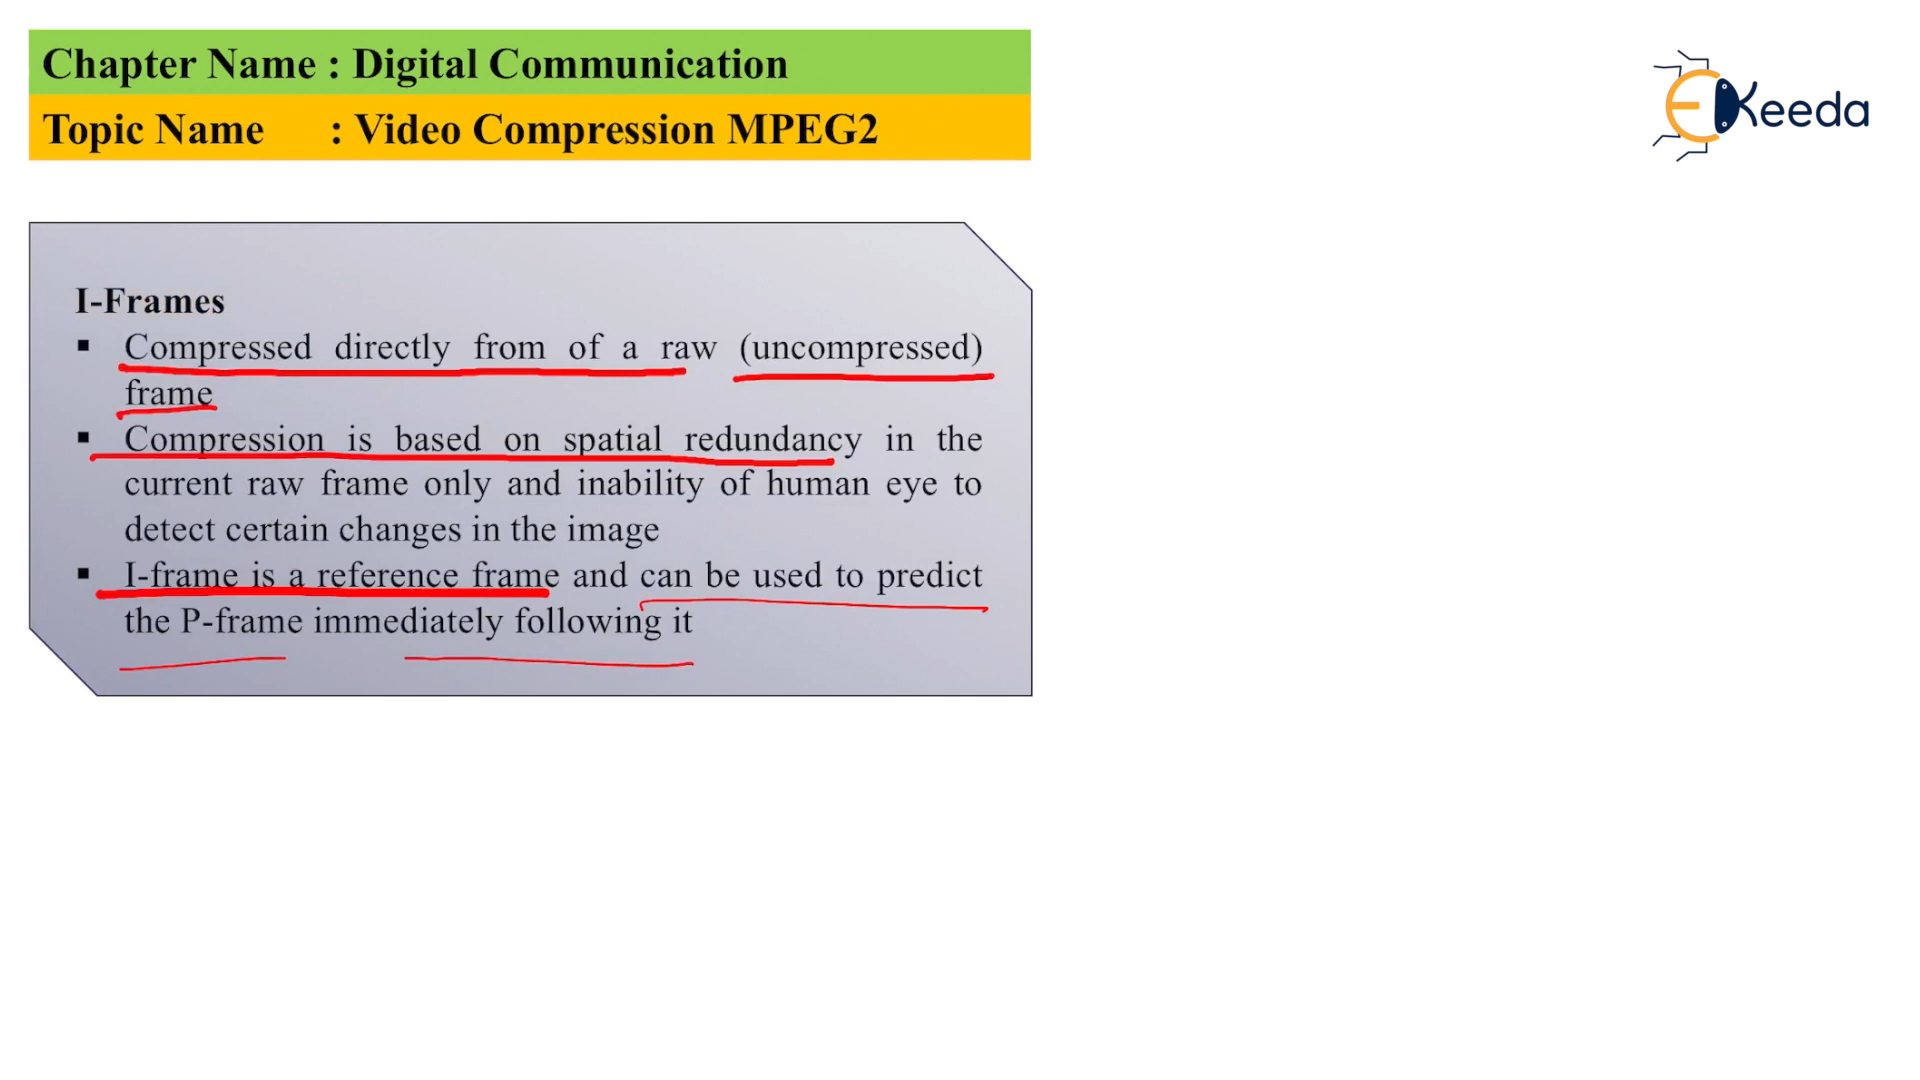 Chapter Name : Digital Communication
Topic Name : Video Compression MPEG2
EKeeda
I-Frames
▪ Compressed directly from of a raw (uncompressed)
frame
▪ Compression is based on spatial redundancy in the
current raw frame only and inability of human eye to
detect certain changes in the image
▪ I-frame is a reference frame and can be used to predict
the P-frame immediately following it